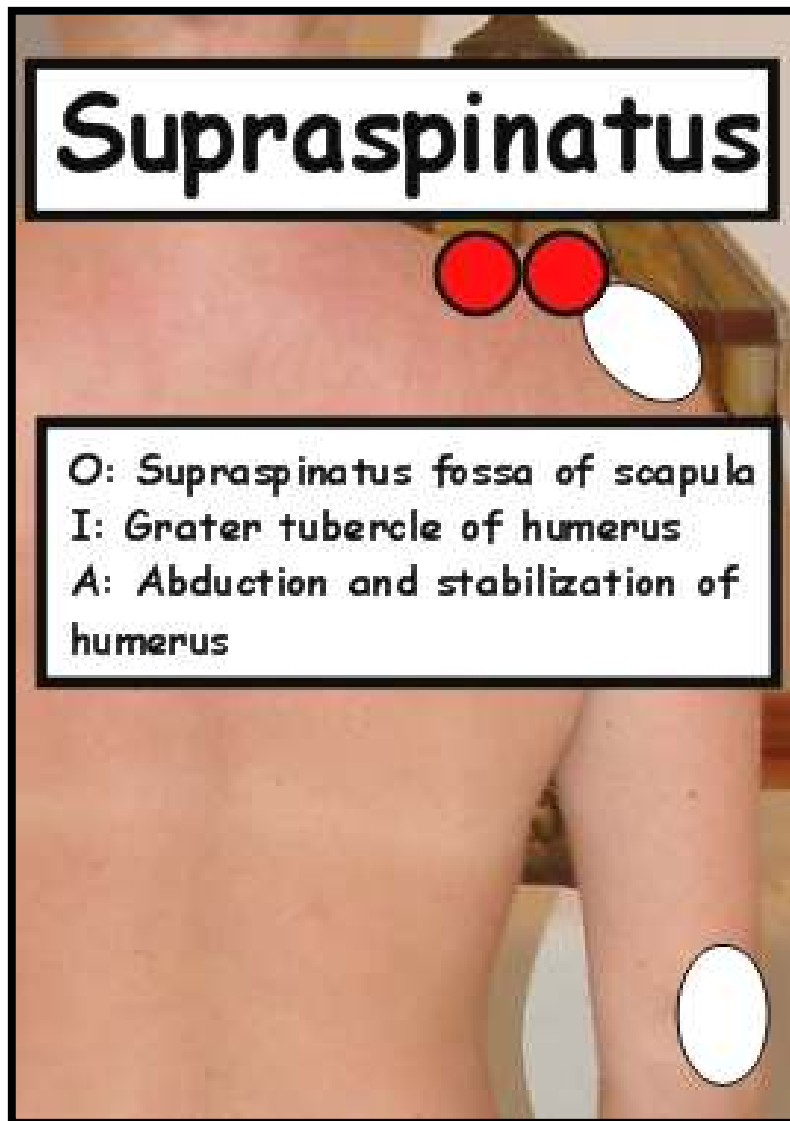 Supraspinatus
O: Supraspinatus fossa of scapula
I: Grater tubercle of humerus
A: Abduction and stabilization of
humerus